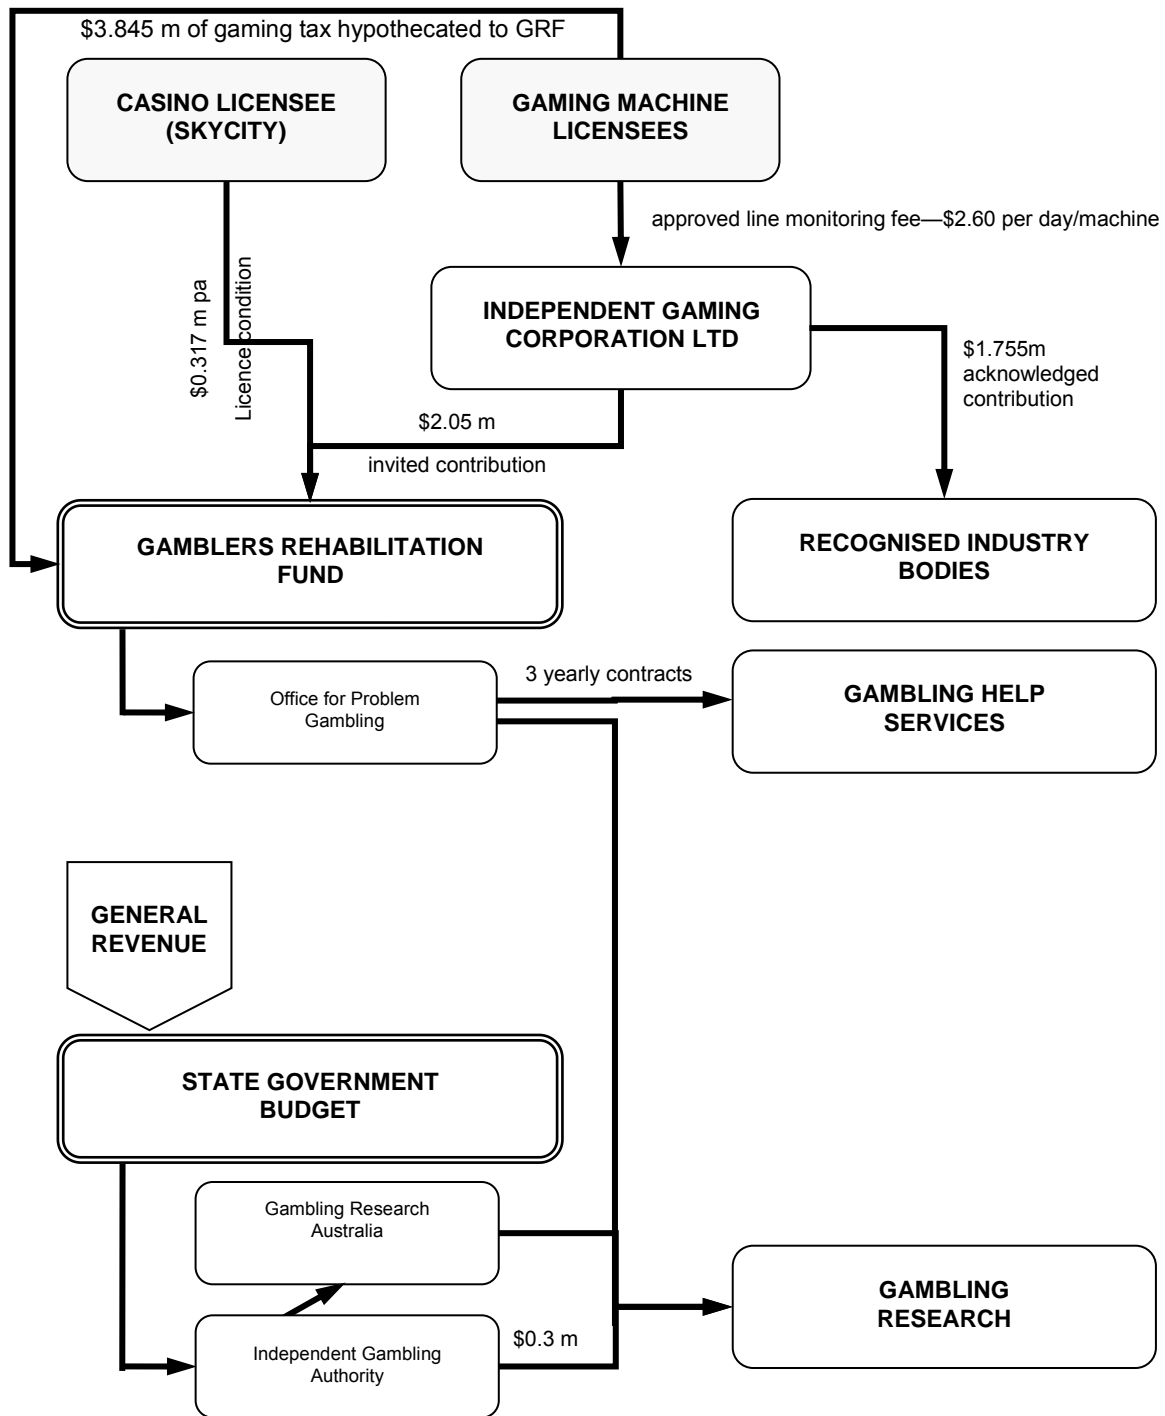 $3.845 m of gaming tax hypothecated to GRF
CASINO LICENSEE
(SKYCITY)
GAMING MACHINE
LICENSEES
approved line monitoring fee—$2.60 per day/machine
$0.317 m pa
Licence condition
INDEPENDENT GAMING
CORPORATION LTD
$1.755m
acknowledged
contribution
$2.05 m
invited contribution
GAMBLERS REHABILITATION
FUND
RECOGNISED INDUSTRY
BODIES
Office for Problem
Gambling
3 yearly contracts
GAMBLING HELP
SERVICES
GENERAL
REVENUE
STATE GOVERNMENT
BUDGET
Gambling Research
Australia
Independent Gambling
Authority
$0.3 m
GAMBLING
RESEARCH